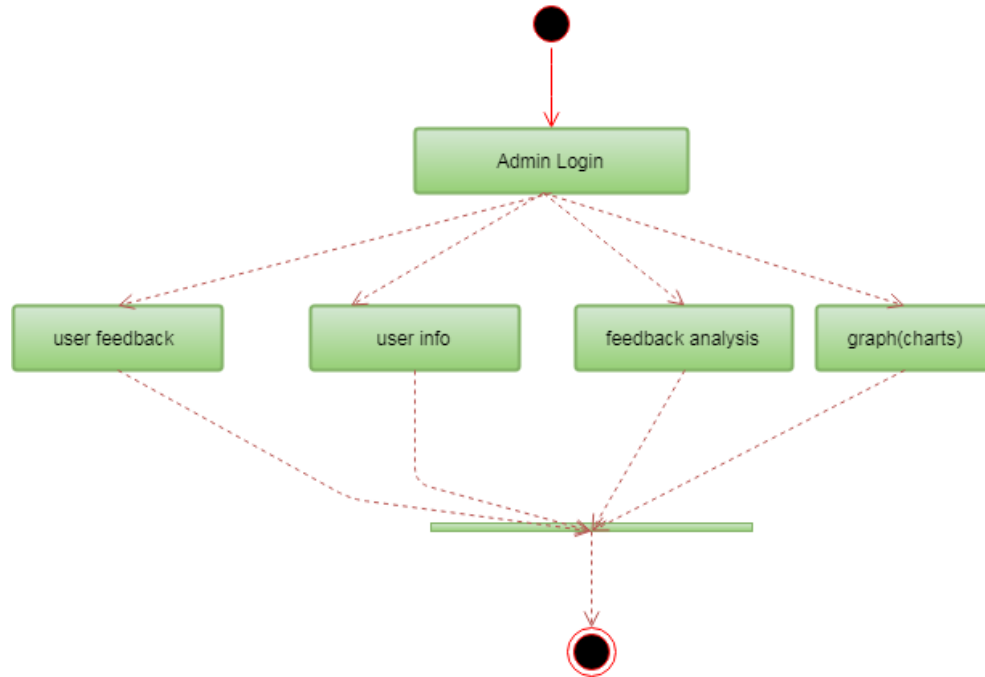 Admin Login
user feedback
user info
feedback analysis
graph(charts)